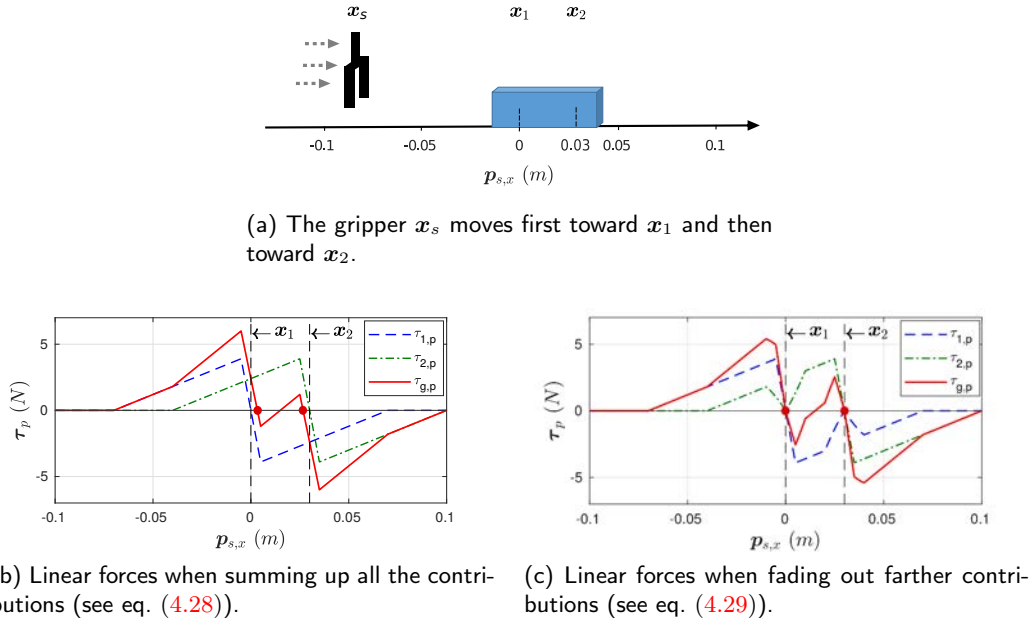 x_s x_1 x_2
-0.1 -0.05 0 0.03 0.05 0.1
p_{s,x} (m)
(a) The gripper x_s moves first toward x_1 and then
toward x_2.
←x_1 ←x_2
τ_{1,p}
τ_{2,p}
τ_{g,p}
5
0
-5
τ_p (N)
-0.1 -0.05 0 0.05 0.1
p_{s,x} (m)
b) Linear forces when summing up all the contri-
butions (see eq. (4.28)).
←x_1 ←x_2
τ_{1,p}
τ_{2,p}
τ_{g,p}
5
0
-5
τ_p (N)
-0.1 -0.05 0 0.05 0.1
p_{s,x} (m)
(c) Linear forces when fading out farther contri-
butions (see eq. (4.29)).